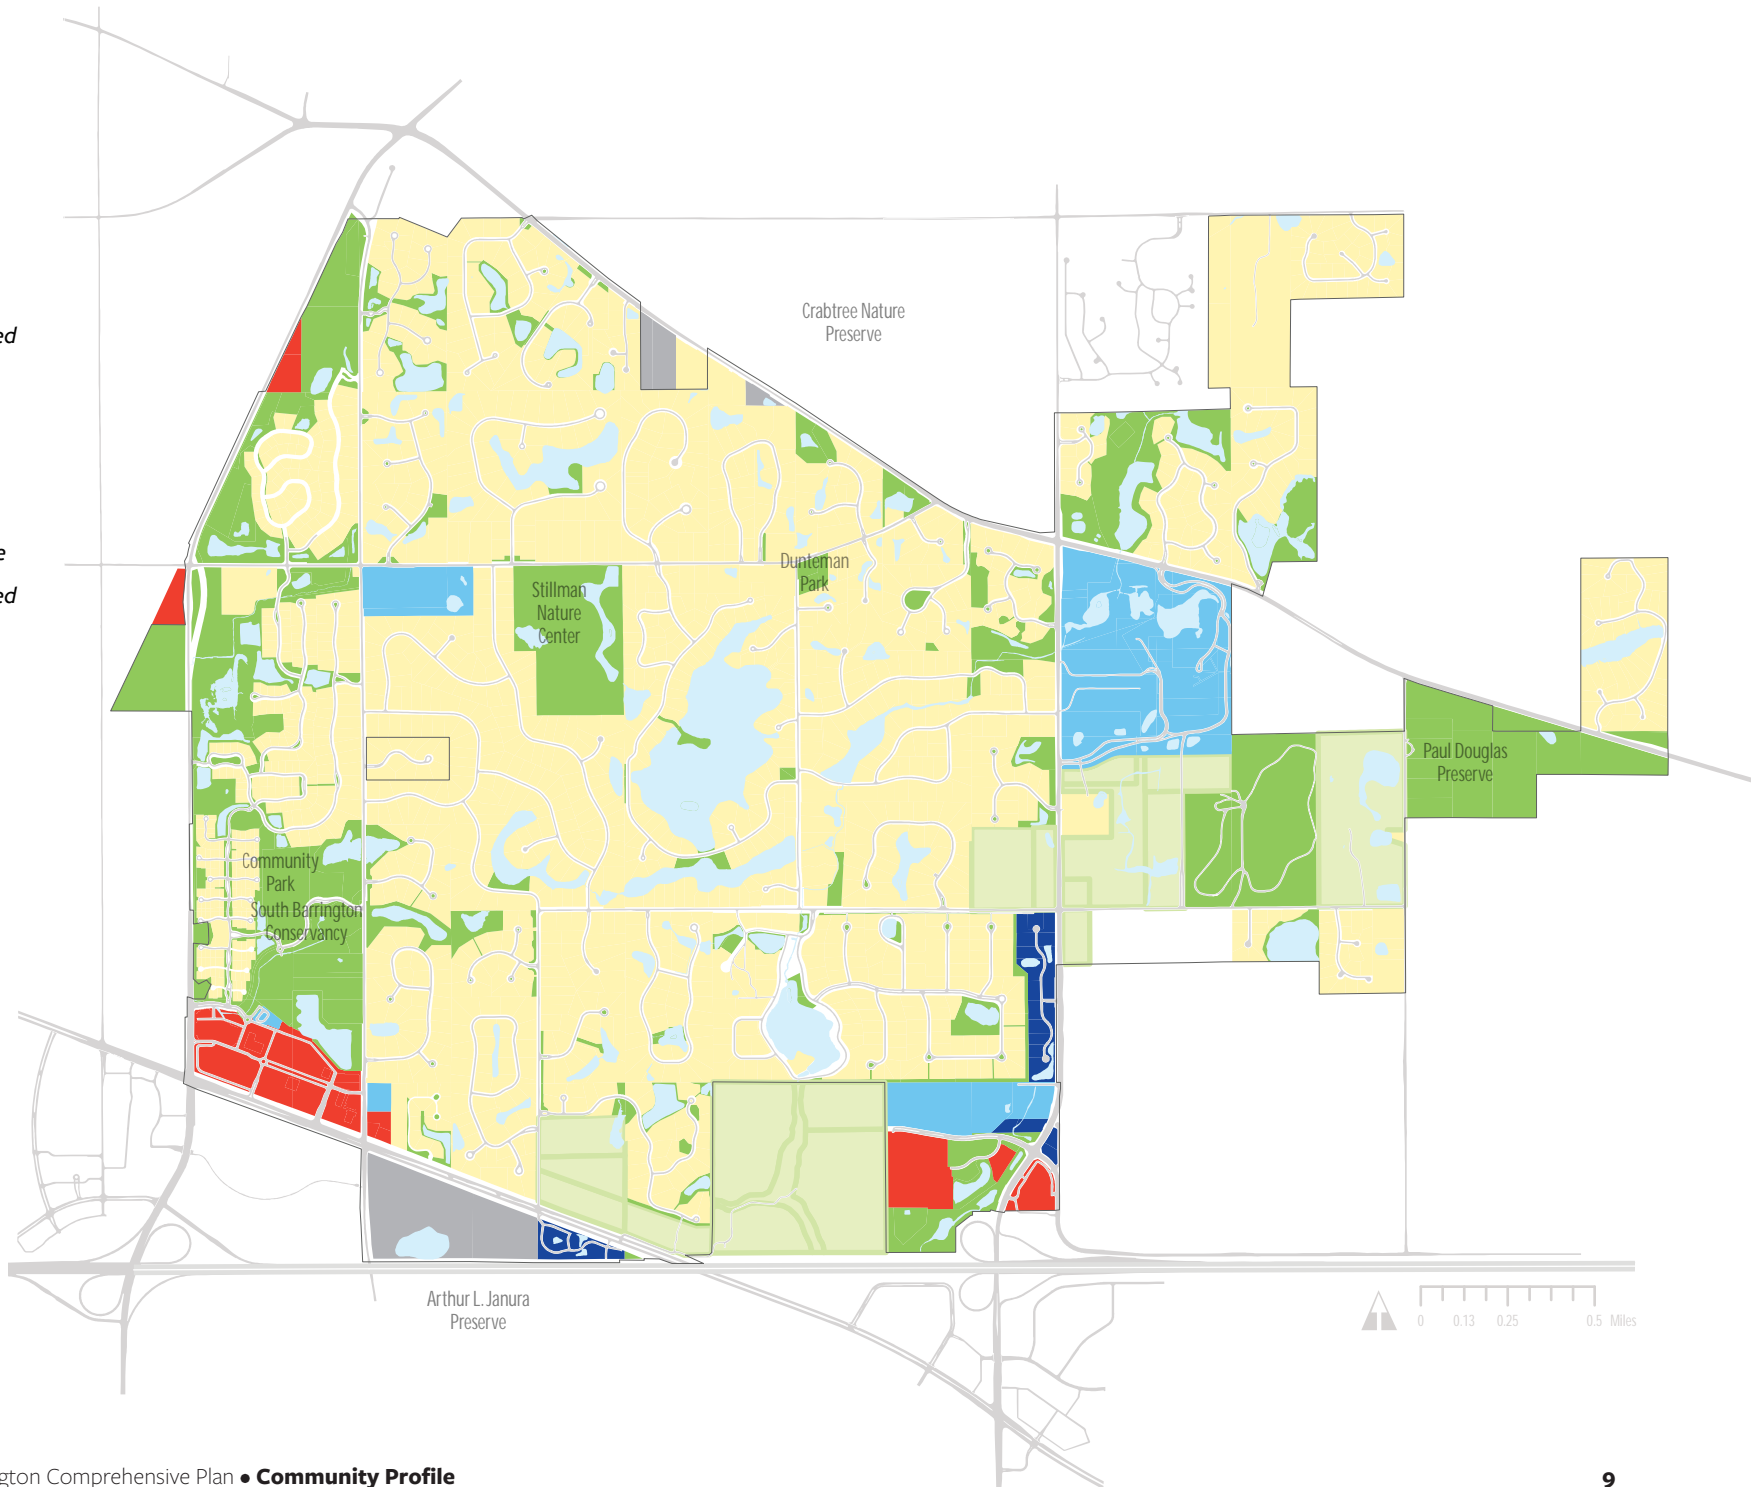 ed
e
ed
Crabtree Nature
Preserve
Dunteman
Park
Stillman
Nature
Center
Paul Douglas
Preserve
Community
Park
South Barrington
Conservancy
Arthur L. Janura
Preserve
0 0.13 0.25 0.5 Miles
gton Comprehensive Plan • Community Profile
9